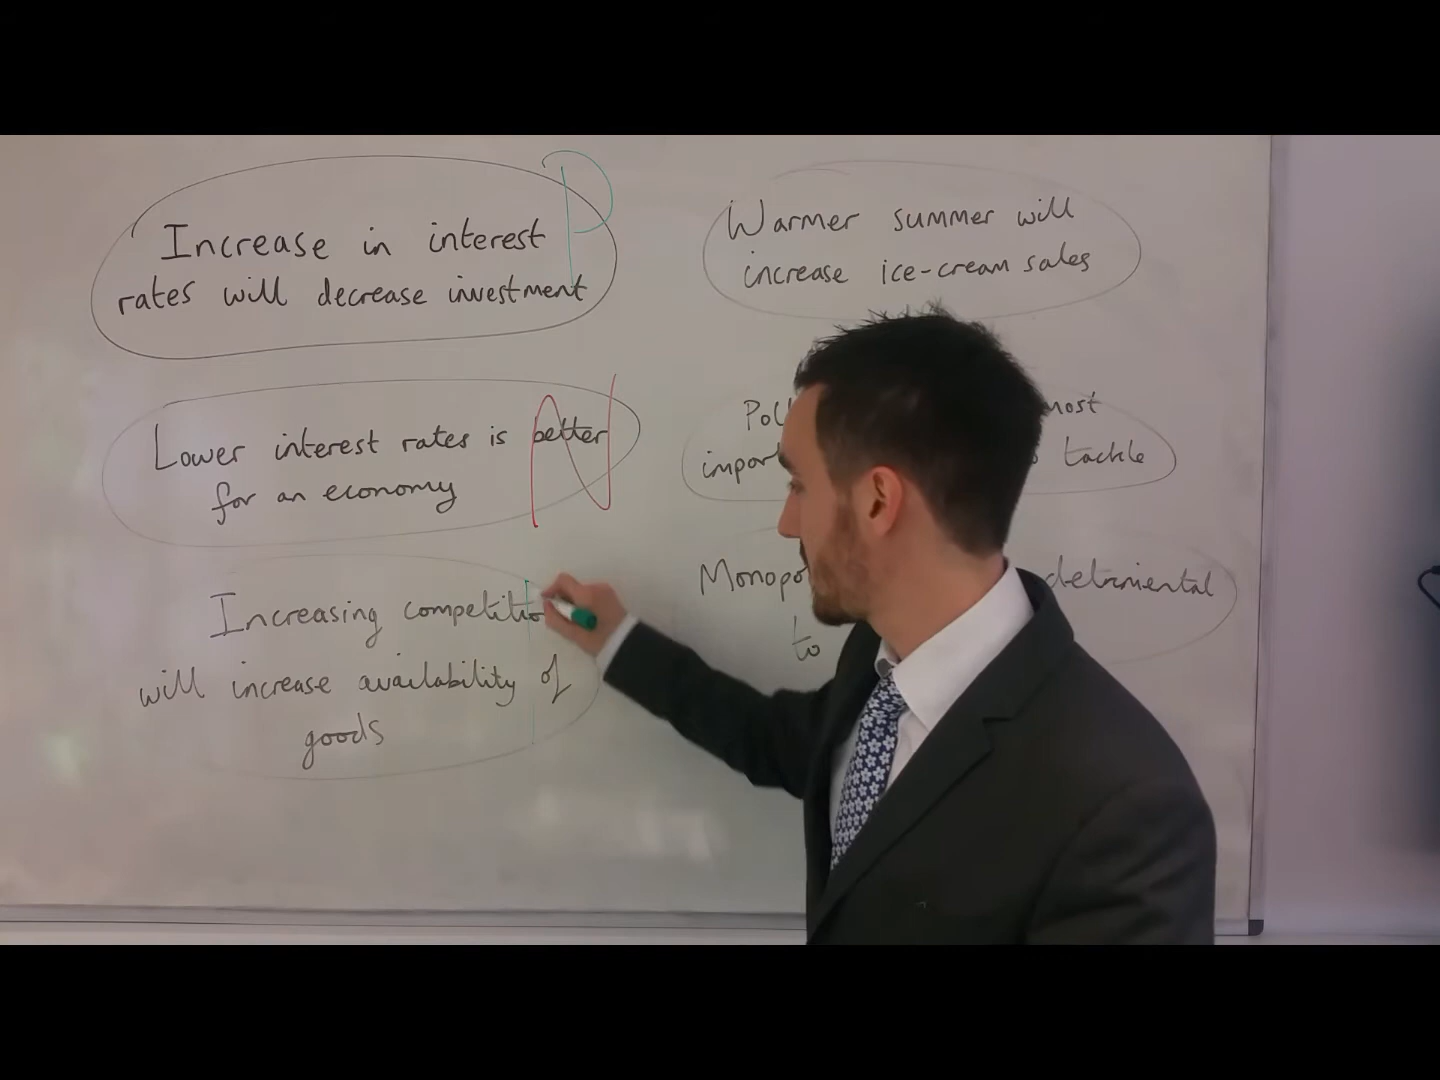 Increase in interest
rates will decrease investment
P
Lower interest rates is better
for an economy
N
Increasing
will increase availability of
goods
Warmer summer will
increase ice-cream sales
most
tackle
detrimental
to